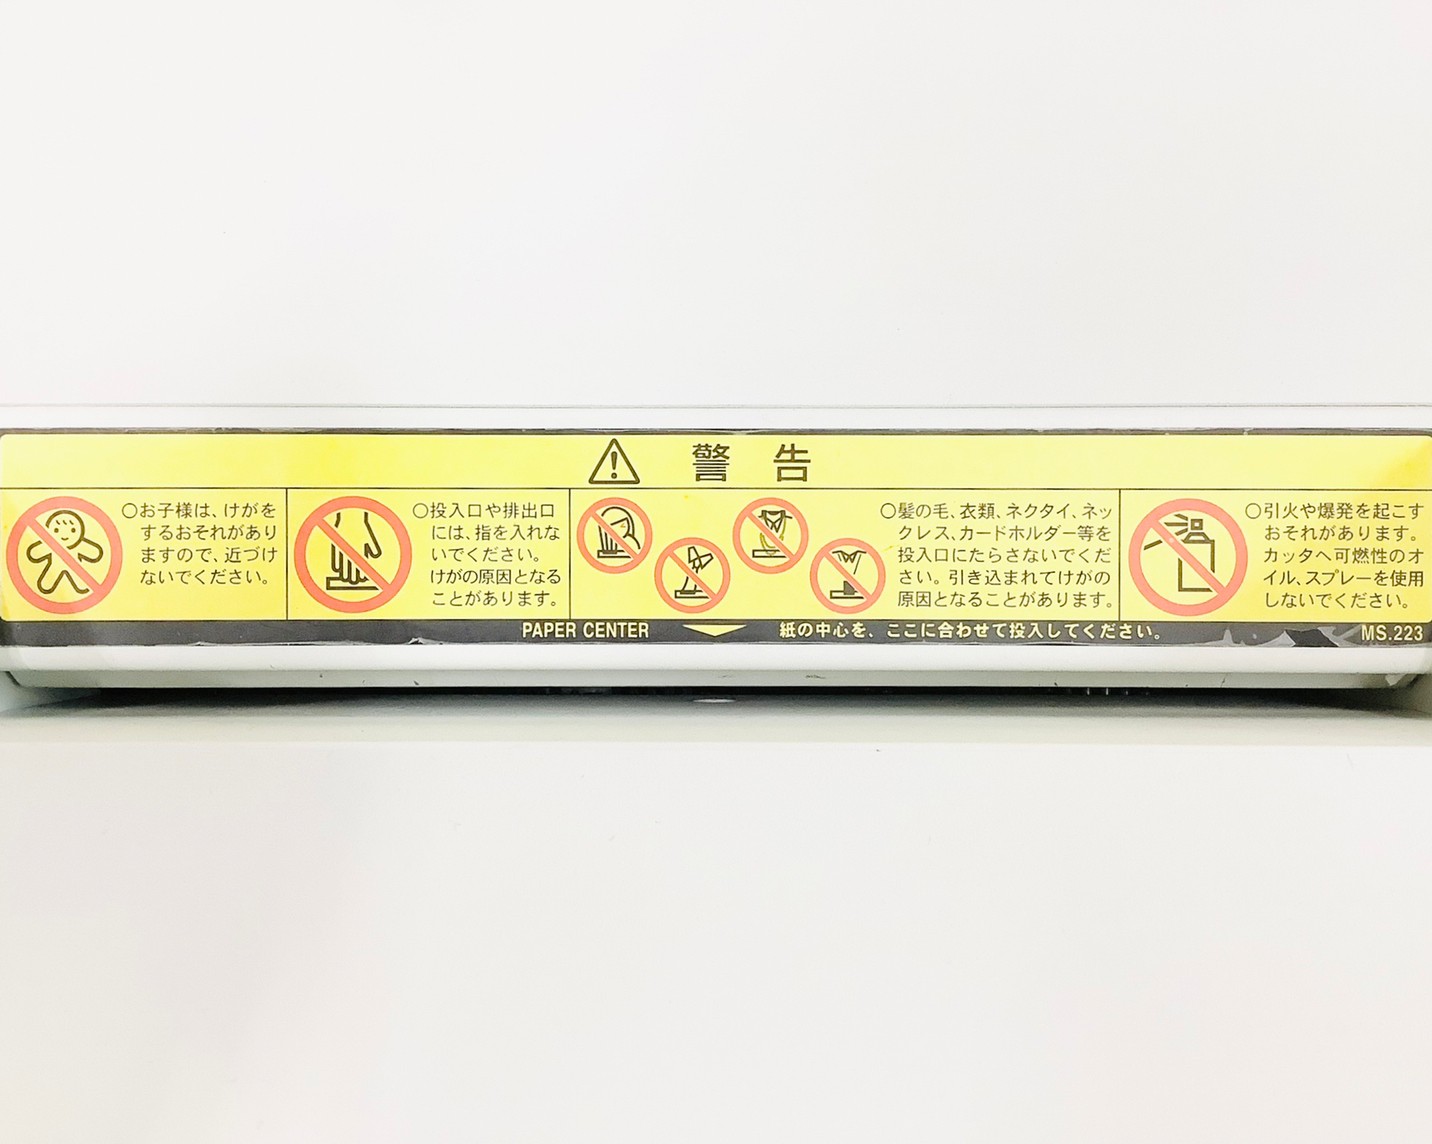 警告
○お子様は、けがを
するおそれがあり
ますので、近づけ
ないでください。
○投入口や排出口
には、指を入れな
いでください。
けがの原因となる
ことがあります。
○髪の毛、衣類、ネクタイ、ネッ
クレス、カードホルダー等を
投入口にたらさないでくだ
さい。引き込まれてけがの
原因となることがあります。
○引火や爆発を起こす
おそれがあります。
カッタへ可燃性のオ
イル、スプレーを使用
しないでください。
PAPER CENTER 紙の中心を、ここに合わせて投入してください。 MS.223